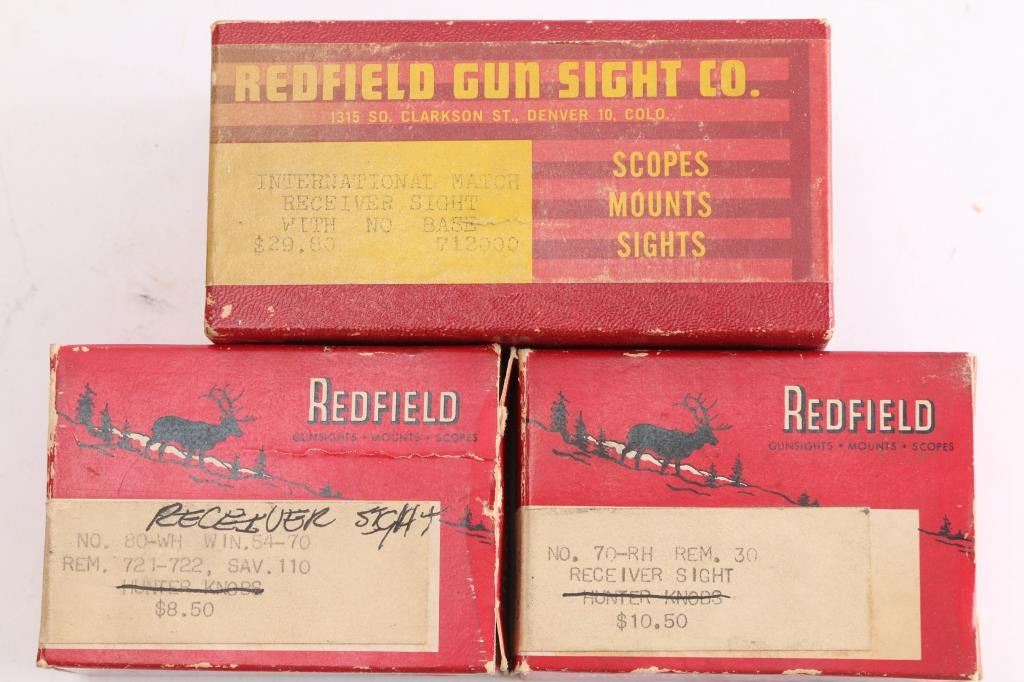 REDFIELD GUN SIGHT CO.
1315 SO. CLARKSON ST., DENVER 10, COLO.
INTERNATIONAL MATCH
RECEIVER SIGHT
WITH NO BASE
$29.80 712000
SCOPES
MOUNTS
SIGHTS
REDFIELD
GUNSIGHTS • MOUNTS • SCOPES
RECEIVER SIGHT
NO. 80-WH WIN.54-70
REM. 721-722, SAV.110
HUNTER KNOBS
$8.50
REDFIELD
GUNSIGHTS • MOUNTS • SCOPES
NO. 70-RH REM. 30
RECEIVER SIGHT
HUNTER KNOBS
$10.50